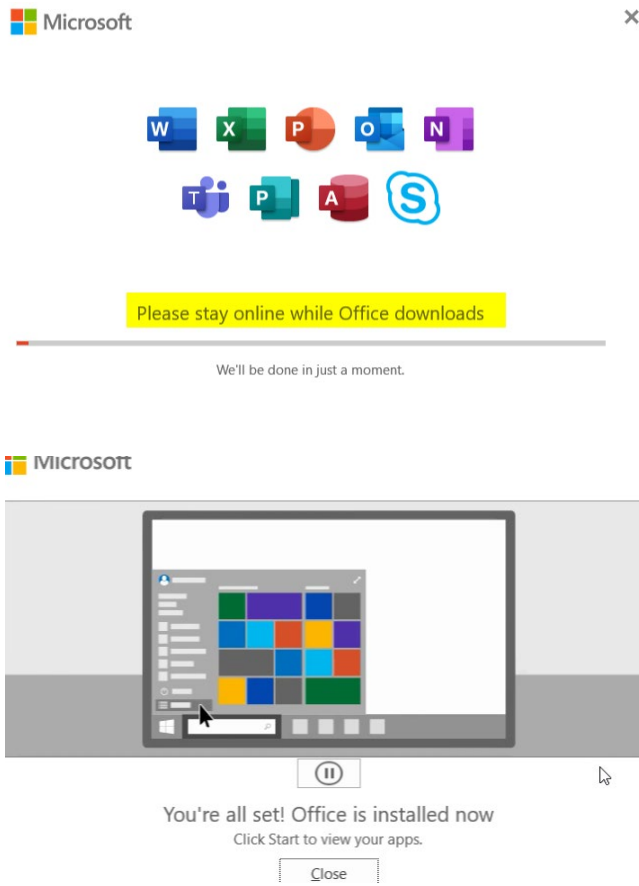 Microsoft
W X P O N
T P A S
Please stay online while Office downloads
We'll be done in just a moment.
Microsoft
You're all set! Office is installed now
Click Start to view your apps.
Close